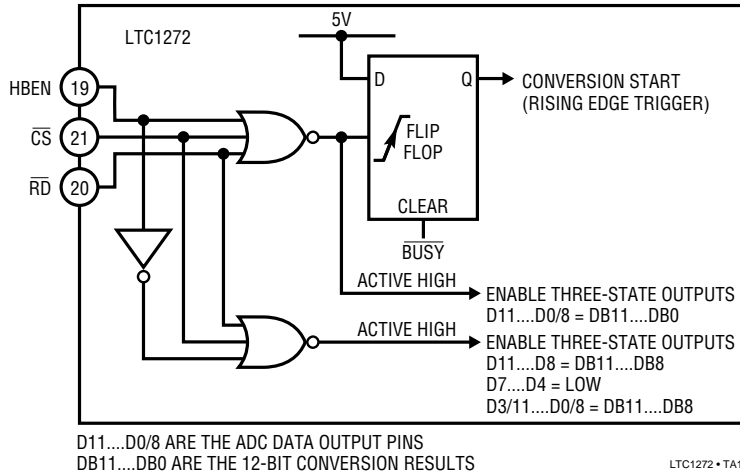 LTC1272
5V
HBEN 19
CS 21
RD 20
D Q
CONVERSION START
(RISING EDGE TRIGGER)
FLIP
FLOP
CLEAR
BUSY
ACTIVE HIGH
ENABLE THREE-STATE OUTPUTS
D11....D0/8 = DB11....DB0
ACTIVE HIGH
ENABLE THREE-STATE OUTPUTS
D11....D8 = DB11....DB8
D7....D4 = LOW
D3/11....D0/8 = DB11....DB8
D11....D0/8 ARE THE ADC DATA OUTPUT PINS
DB11....DB0 ARE THE 12-BIT CONVERSION RESULTS
LTC1272 • TA1